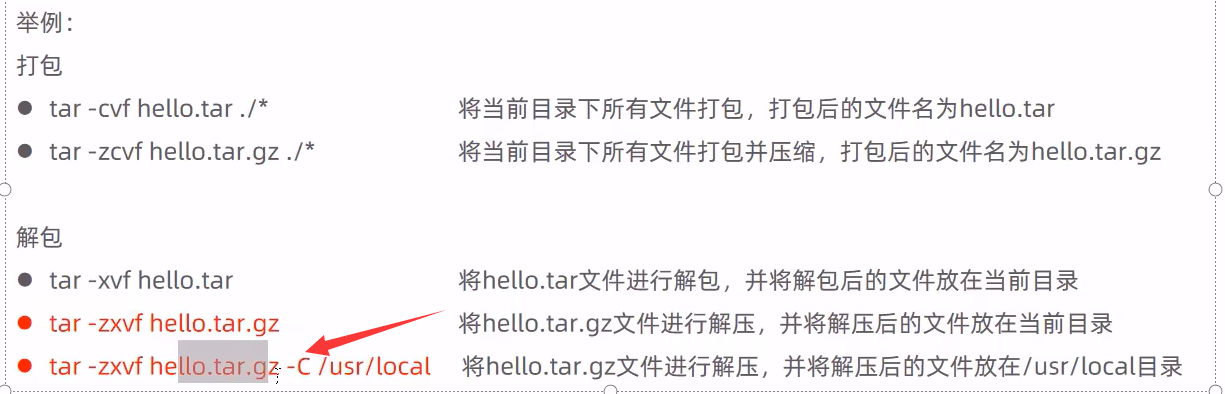 举例：
打包
● tar -cvf hello.tar ./* 将当前目录下所有文件打包，打包后的文件名为hello.tar
● tar -zcvf hello.tar.gz ./* 将当前目录下所有文件打包并压缩，打包后的文件名为hello.tar.gz
解包
● tar -xvf hello.tar 将hello.tar文件进行解包，并将解包后的文件放在当前目录
● tar -zxvf hello.tar.gz 将hello.tar.gz文件进行解压，并将解压后的文件放在当前目录
● tar -zxvf hello.tar.gz -C /usr/local 将hello.tar.gz文件进行解压，并将解压后的文件放在/usr/local目录